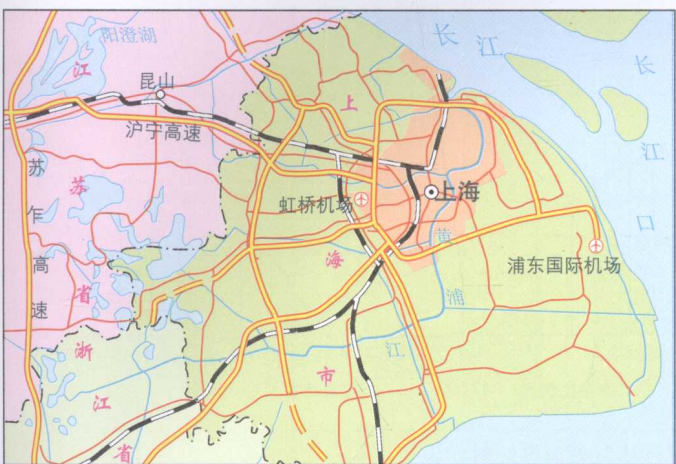 阳澄湖
长江
长江口
江苏省
昆山
沪宁高速
苏乍高速
上海市
上海
虹桥机场
浦东国际机场
黄浦江
浙江省